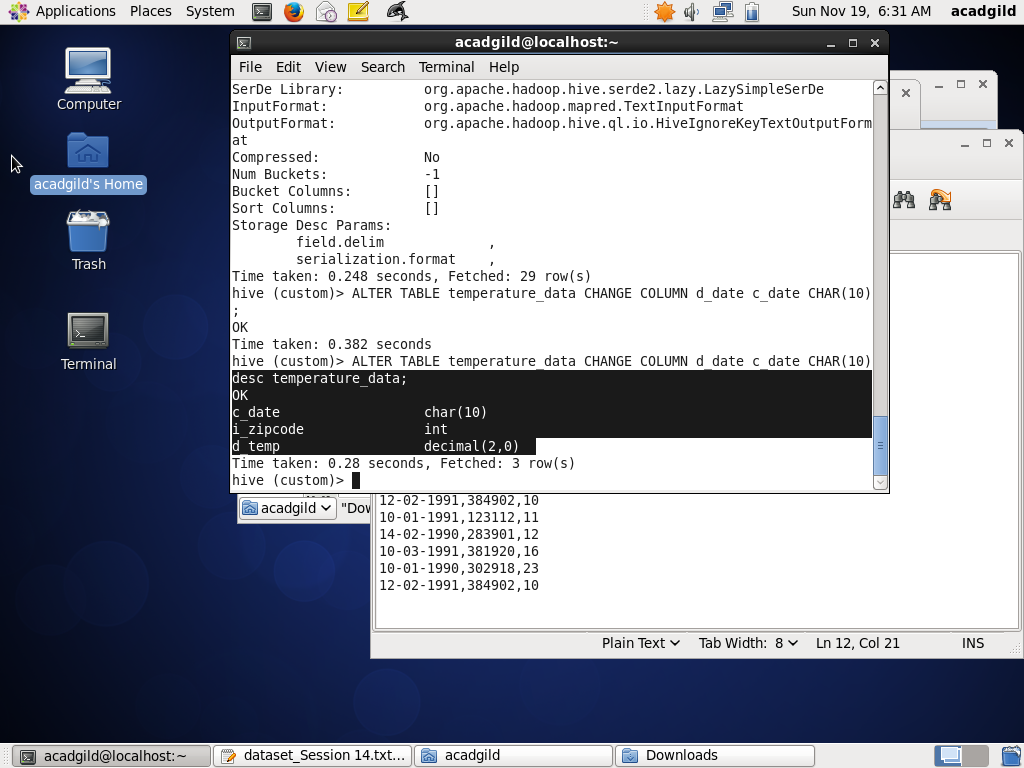 Applications Places System
Sun Nov 19, 6:31 AM acadgild
Computer
acadgild's Home
Trash
Terminal
acadgild@localhost:~
File Edit View Search Terminal Help
SerDe Library: org.apache.hadoop.hive.serde2.lazy.LazySimpleSerDe
InputFormat: org.apache.hadoop.mapred.TextInputFormat
OutputFormat: org.apache.hadoop.hive.ql.io.HiveIgnoreKeyTextOutputForm
at
Compressed: No
Num Buckets: -1
Bucket Columns: []
Sort Columns: []
Storage Desc Params:
field.delim ,
serialization.format ,
Time taken: 0.248 seconds, Fetched: 29 row(s)
hive (custom)> ALTER TABLE temperature_data CHANGE COLUMN d_date c_date CHAR(10)
;
OK
Time taken: 0.382 seconds
hive (custom)> ALTER TABLE temperature_data CHANGE COLUMN d_date c_date CHAR(10)
desc temperature_data;
OK
c_date char(10)
i_zipcode int
d_temp decimal(2,0)
Time taken: 0.28 seconds, Fetched: 3 row(s)
hive (custom)>
acadgild "Dow
12-02-1991,384902,10
10-01-1991,123112,11
14-02-1990,283901,12
10-03-1991,381920,16
10-01-1990,302918,23
12-02-1991,384902,10
Plain Text Tab Width: 8 Ln 12, Col 21 INS
acadgild@localhost:~ dataset_Session 14.txt... acadgild Downloads